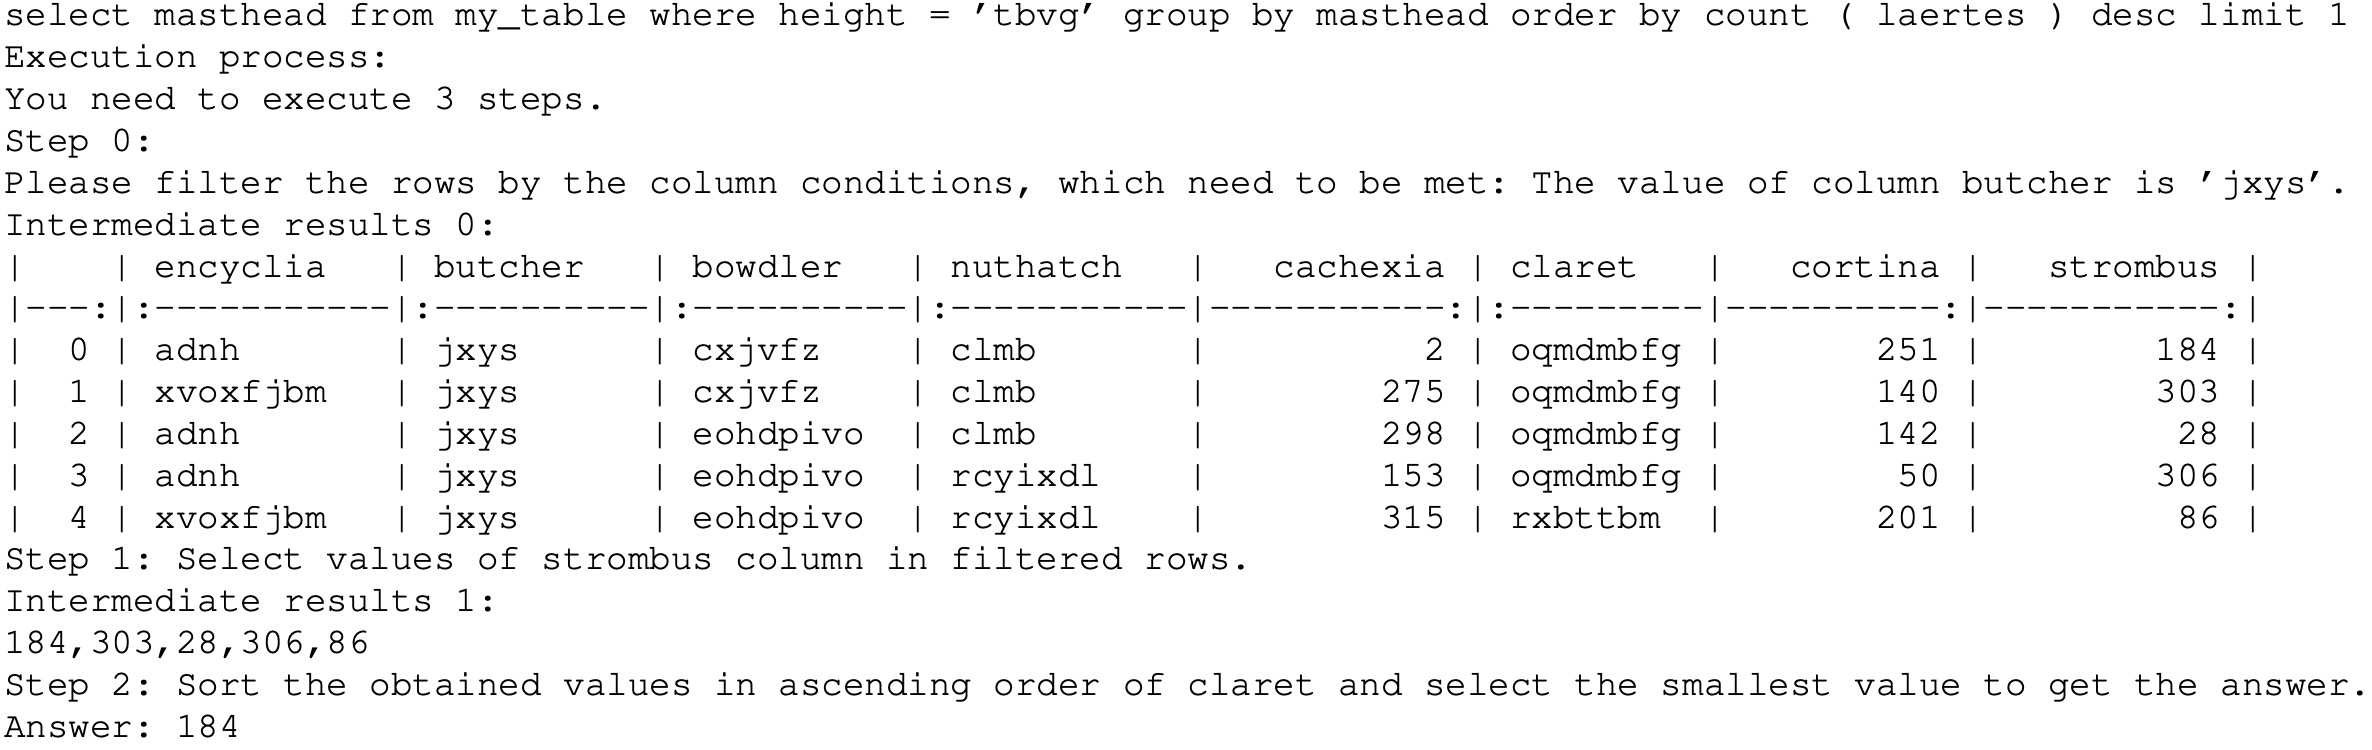 select masthead from my_table where height = ’tbvg’ group by masthead order by count ( laertes ) desc limit 1
Execution process:
You need to execute 3 steps.
Step 0:
Please filter the rows by the column conditions, which need to be met: The value of column butcher is ’jxys’.
Intermediate results 0:
|    | encyclia   | butcher   | bowdler   | nuthatch   |   cachexia | claret   |   cortina |   strombus |
|---:|:-----------|:----------|:----------|:-----------|-----------:|:---------|----------:|-----------:|
|  0 | adnh       | jxys      | cxjvfz    | clmb       |          2 | oqmdmbfg |       251 |        184 |
|  1 | xvoxfjbm   | jxys      | cxjvfz    | clmb       |        275 | oqmdmbfg |       140 |        303 |
|  2 | adnh       | jxys      | eohdpivo  | clmb       |        298 | oqmdmbfg |       142 |         28 |
|  3 | adnh       | jxys      | eohdpivo  | rcyixdl    |        153 | oqmdmbfg |        50 |        306 |
|  4 | xvoxfjbm   | jxys      | eohdpivo  | rcyixdl    |        315 | rxbttbm  |       201 |         86 |
Step 1: Select values of strombus column in filtered rows.
Intermediate results 1:
184,303,28,306,86
Step 2: Sort the obtained values in ascending order of claret and select the smallest value to get the answer.
Answer: 184